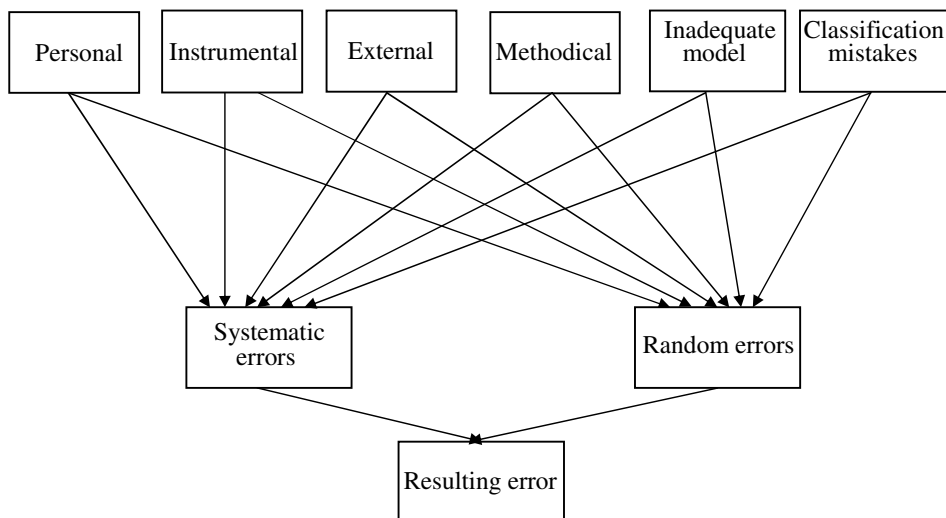 Personal
Instrumental
External
Methodical
Inadequate
model
Classification
mistakes
Systematic
errors
Random errors
Resulting error